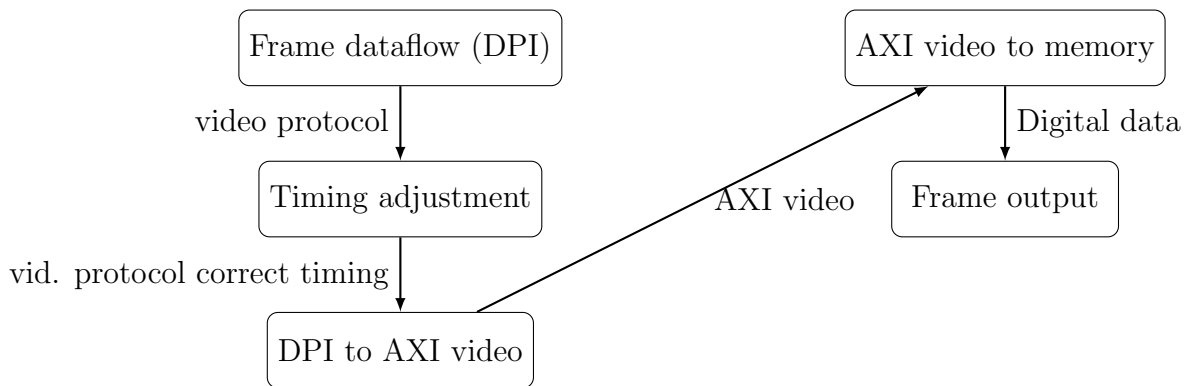 Frame dataflow (DPI)
video protocol
Timing adjustment
vid. protocol correct timing
DPI to AXI video
AXI video
AXI video to memory
Digital data
Frame output